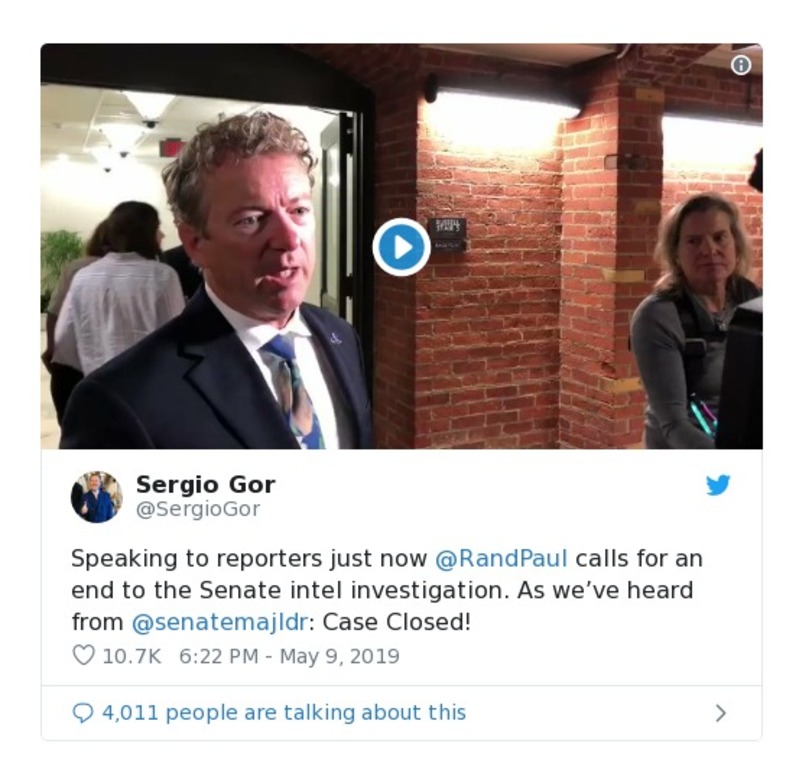 RUSSELL
Sergio Gor
@SergioGor
Speaking to reporters just now @RandPaul calls for an
end to the Senate intel investigation. As we’ve heard
from @senatemajldr: Case Closed!
10.7K 6:22 PM - May 9, 2019
4,011 people are talking about this